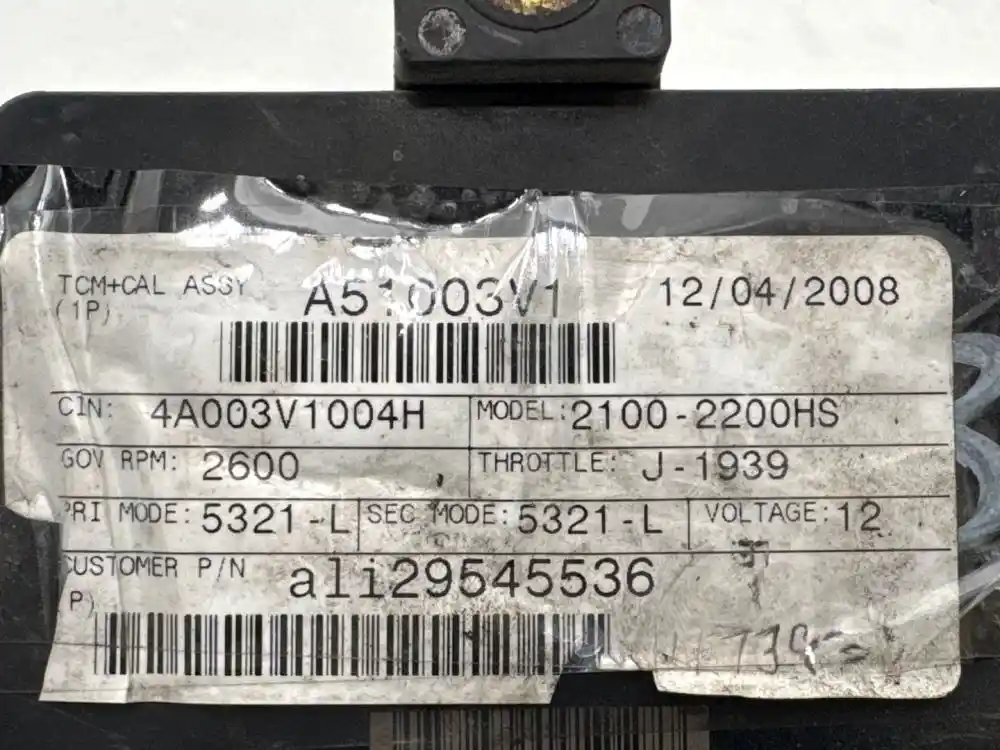 TCM+CAL ASSY A51003V1 12/04/2008
(1P)
CIN: 4A003V1004H MODEL: 2100-2200HS
GOV RPM: 2600 THROTTLE: J-1939
PRI MODE: 5321-L SEC MODE: 5321-L VOLTAGE: 12
CUSTOMER P/N ali29545536
P)